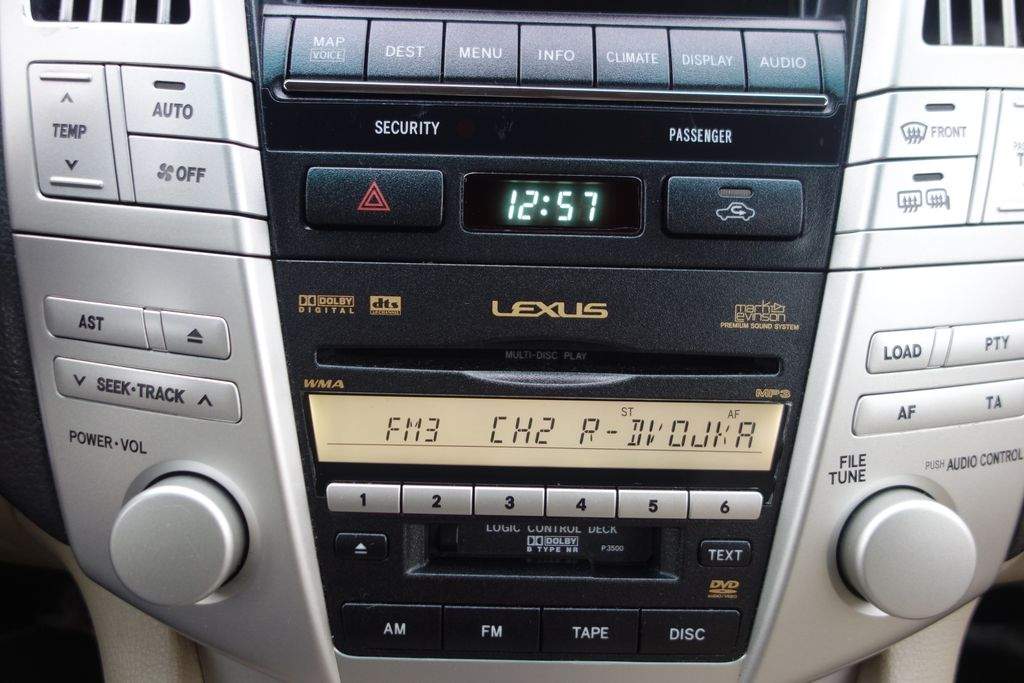 MAP
VOICE
DEST
MENU
INFO
CLIMATE
DISPLAY
AUDIO
SECURITY
PASSENGER
TEMP
AUTO
OFF
FRONT
12:57
DOLBY
DIGITAL
dts
LEXUS
mark levinson
PREMIUM SOUND SYSTEM
AST
LOAD
PTY
MULTI-DISC PLAY
SEEK·TRACK
AF
TA
WMA
MP3
ST
AF
FM3 CH2 R-DVOJKA
POWER·VOL
FILE
TUNE
PUSH AUDIO CONTROL
1 2 3 4 5 6
LOGIC CONTROL DECK
DOLBY
B TYPE NR
P3500
TEXT
DVD
AUDIO/VIDEO
AM
FM
TAPE
DISC